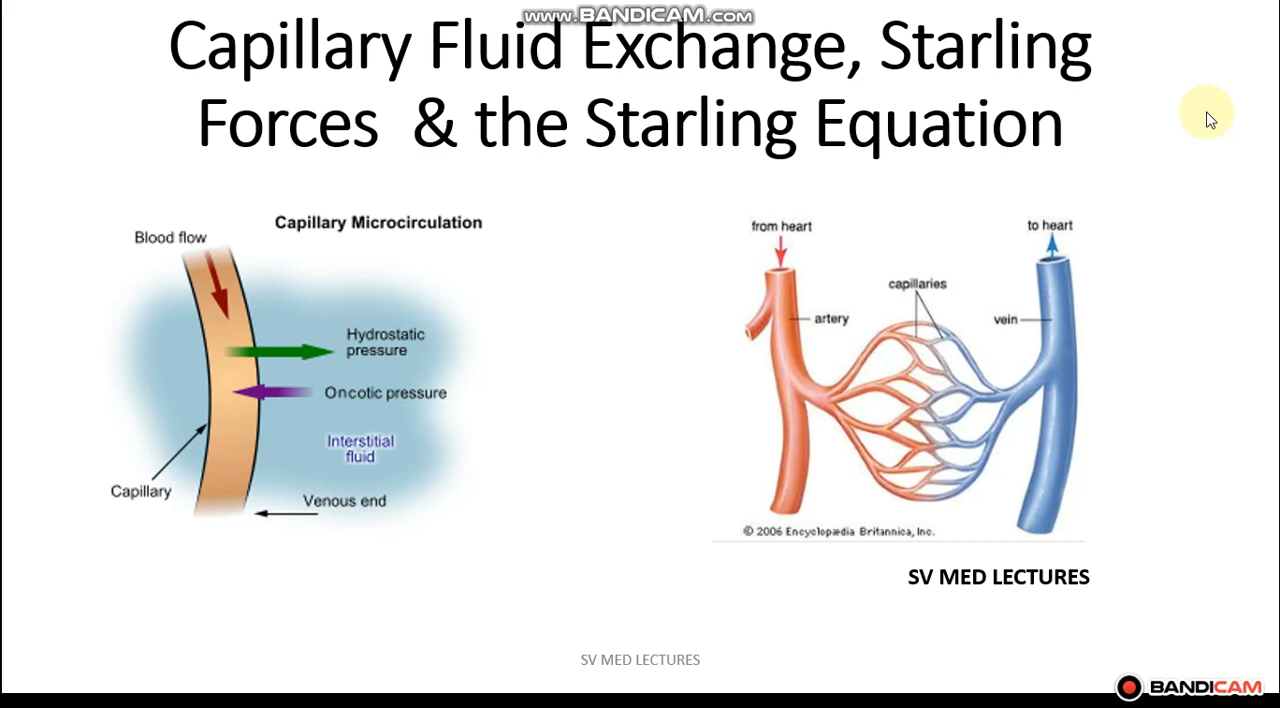 www.BANDICAM.com
Capillary Fluid Exchange, Starling
Forces & the Starling Equation
Capillary Microcirculation
Blood flow
Hydrostatic
pressure
Oncotic pressure
Interstitial
fluid
Capillary
Venous end
from heart
to heart
capillaries
artery
vein
© 2006 Encyclopædia Britannica, Inc.
SV MED LECTURES
SV MED LECTURES
BANDICAM